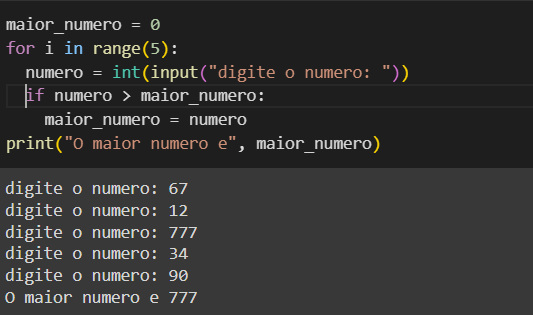 maior_numero = 0
for i in range(5):
  numero = int(input("digite o numero: "))
  if numero > maior_numero:
    maior_numero = numero
print("O maior numero e", maior_numero)
digite o numero: 67
digite o numero: 12
digite o numero: 777
digite o numero: 34
digite o numero: 90
O maior numero e 777